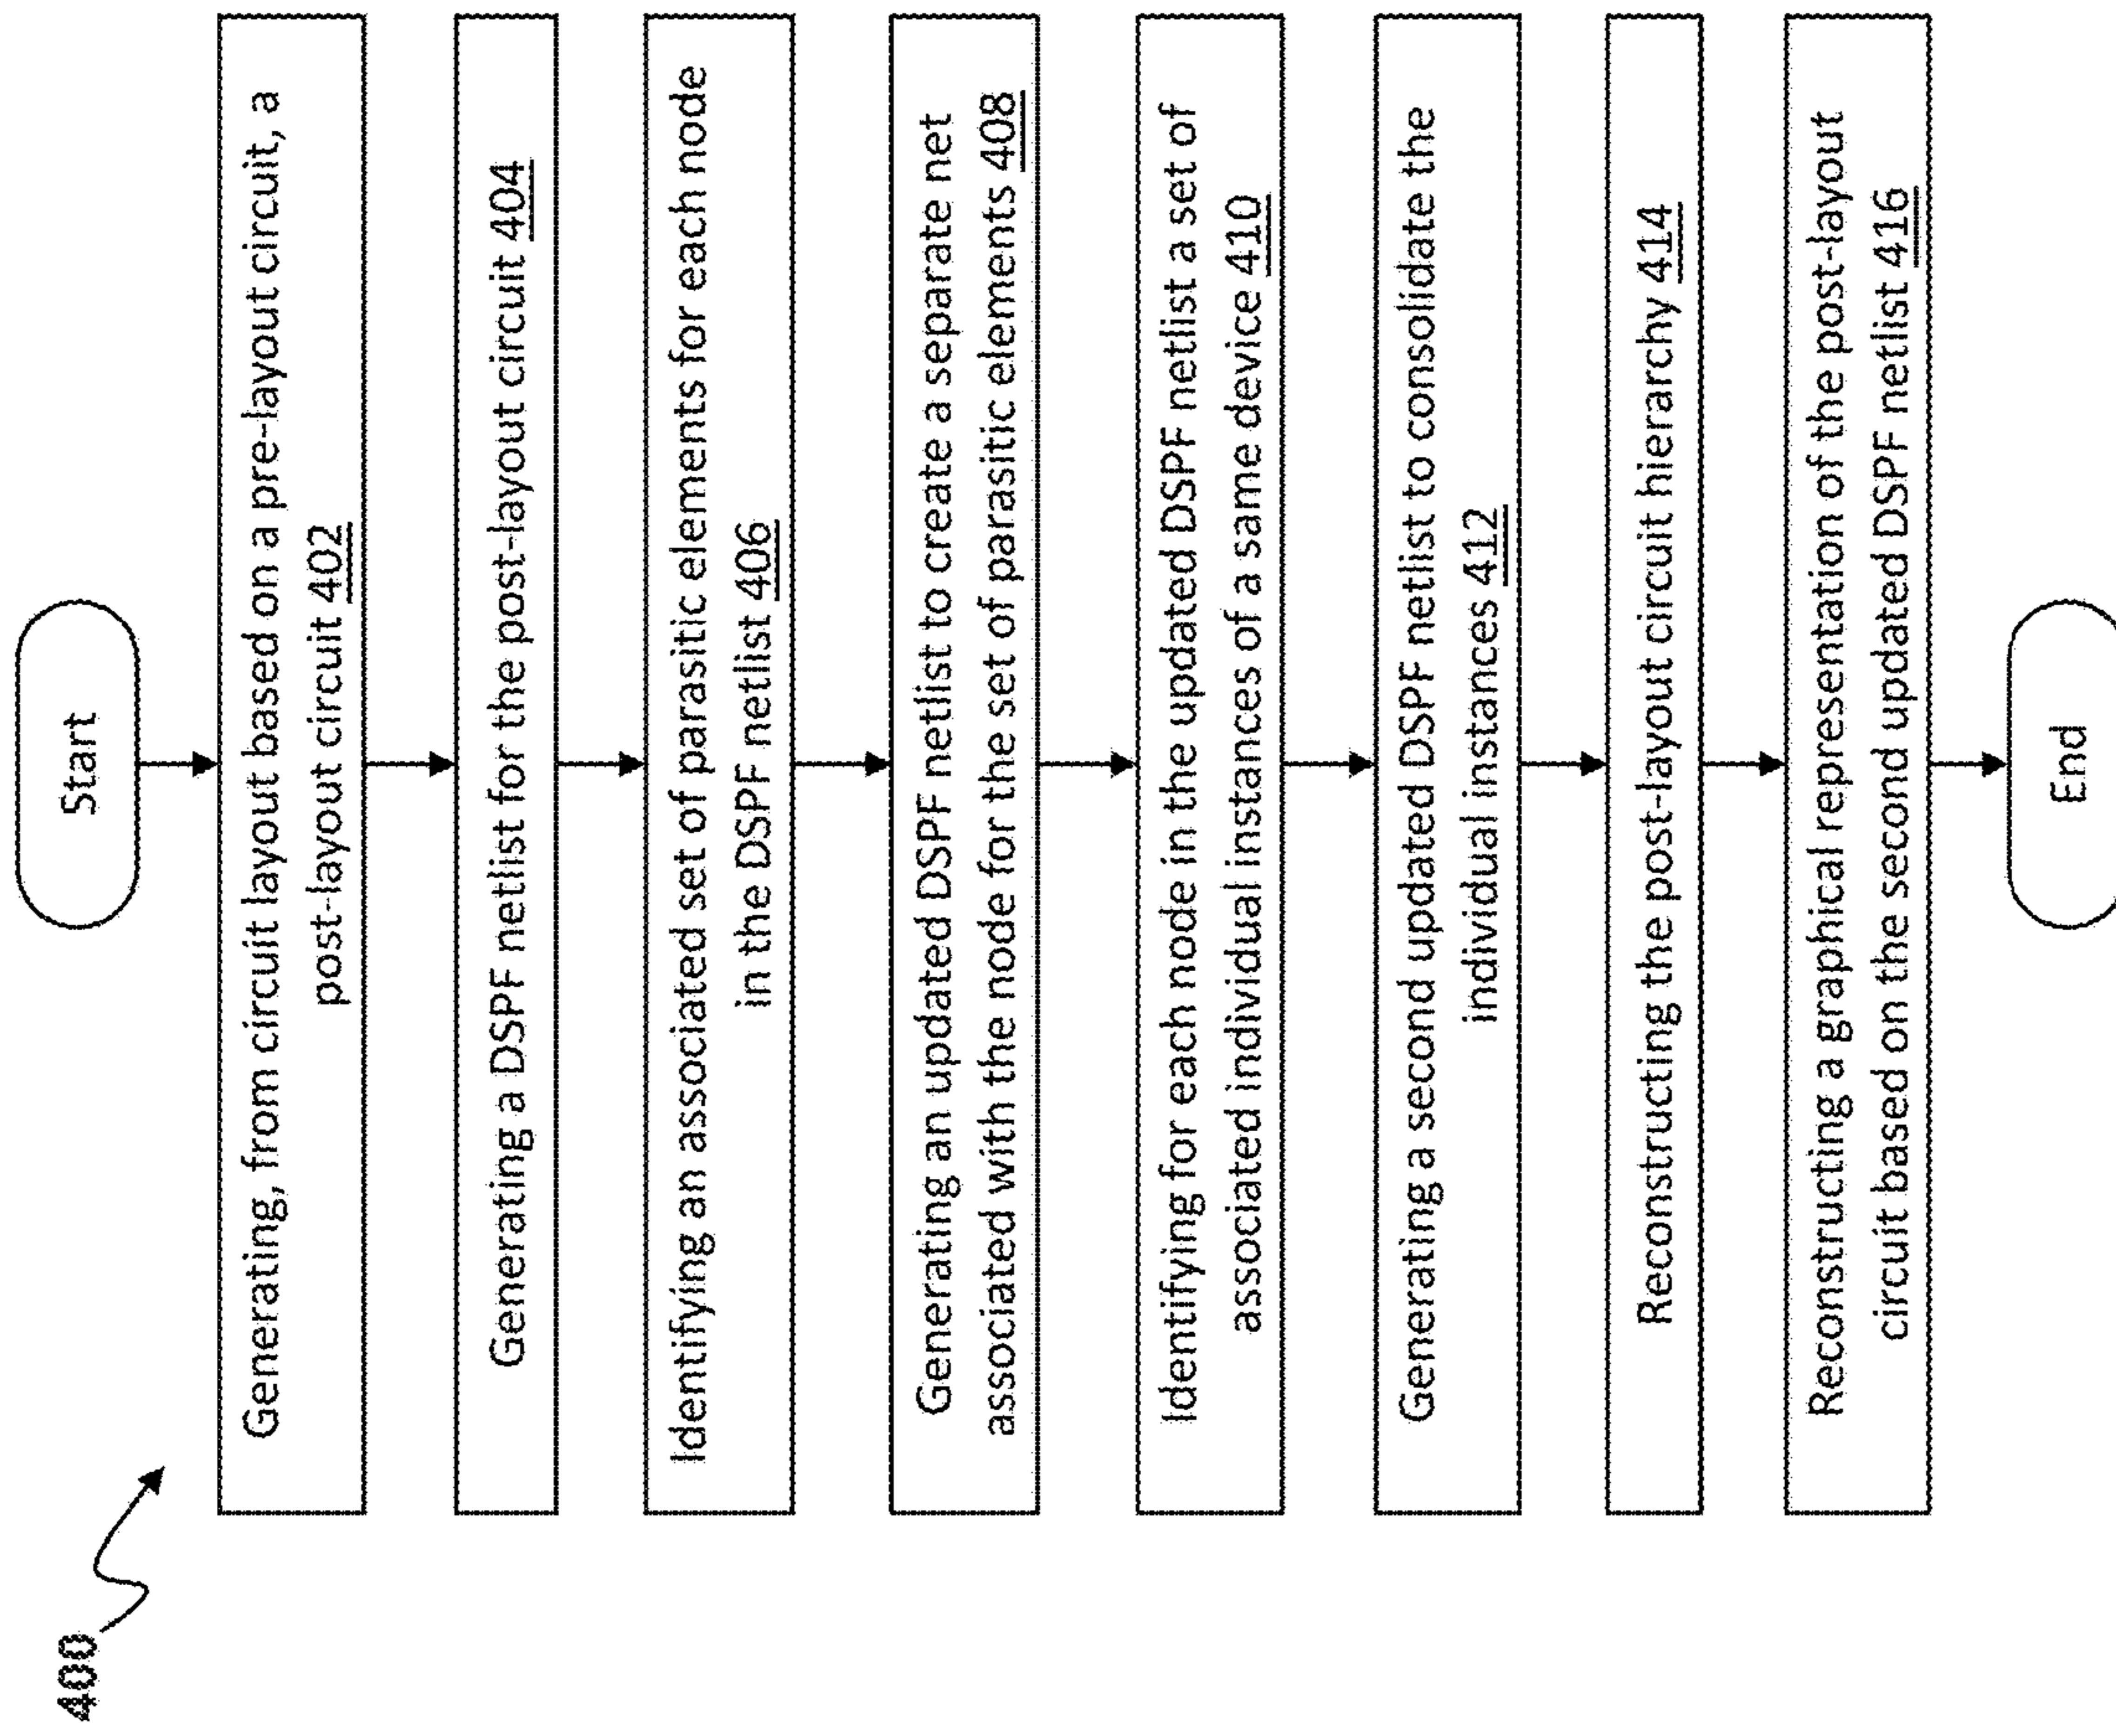 400
Start
Generating, from circuit layout based on a pre-layout circuit, a
post-layout circuit 402
Generating a DSPF netlist for the post-layout circuit 404
Identifying an associated set of parasitic elements for each node
in the DSPF netlist 406
Generating an updated DSPF netlist to create a separate net
associated with the node for the set of parasitic elements 408
Identifying for each node in the updated DSPF netlist a set of
associated individual instances of a same device 410
Generating a second updated DSPF netlist to consolidate the
individual instances 412
Reconstructing the post-layout circuit hierarchy 414
Reconstructing a graphical representation of the post-layout
circuit based on the second updated DSPF netlist 416
End